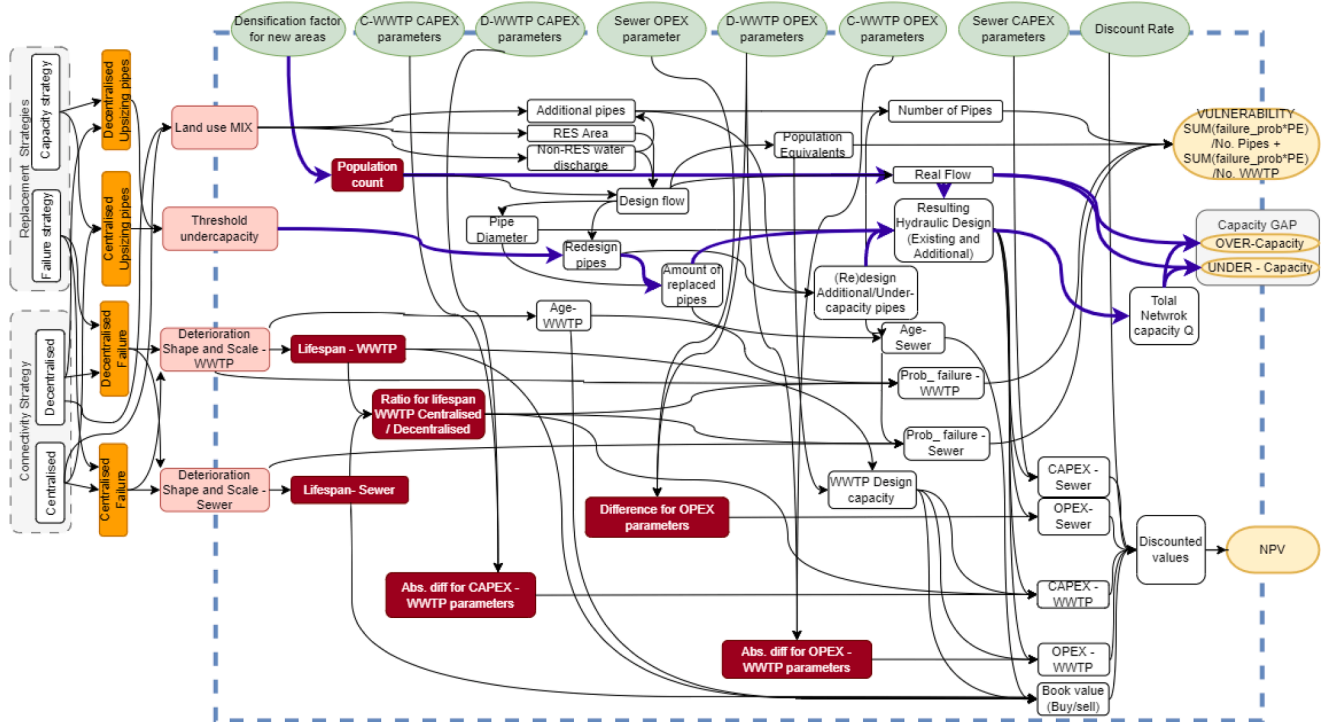 Densification factor
for new areas
C-WWTP CAPEX
parameters
D-WWTP CAPEX
parameters
Sewer OPEX
parameter
D-WWTP OPEX
parameters
C-WWTP OPEX
parameters
Sewer CAPEX
parameters
Discount Rate
Replacement Strategies
Capacity strategy
Failure strategy
Connectivity Strategy
Decentralised
Centralised
Decentralised
Upsizing pipes
Centralised
Upsizing pipes
Decentralised
Failure
Centralised
Failure
Land use MIX
Threshold
undercapacity
Deterioration
Shape and Scale -
WWTP
Deterioration
Shape and Scale -
Sewer
Population
count
Lifespan - WWTP
Ratio for lifespan
WWTP Centralised
/ Decentralised
Lifespan- Sewer
Abs. diff for CAPEX -
WWTP parameters
Difference for OPEX
parameters
Abs. diff for OPEX -
WWTP parameters
Additional pipes
RES Area
Non-RES water
discharge
Design flow
Pipe
Diameter
Redesign
pipes
Amount of
replaced
pipes
Age-
WWTP
Population
Equivalents
Number of Pipes
Real Flow
Resulting
Hydraulic Design
(Existing and
Additional)
(Re)design
Additional/Under-
capacity pipes
Age-
Sewer
Prob_ failure -
WWTP
Prob_ failure -
Sewer
WWTP Design
capacity
CAPEX -
Sewer
OPEX-
Sewer
CAPEX -
WWTP
OPEX -
WWTP
Book value
(Buy/sell)
Total
Netwrok
capacity Q
Discounted
values
VULNERABILITY
SUM(failure_prob*PE)
/No. Pipes +
SUM(failure_prob*PE)
/No. WWTP
Capacity GAP
OVER-Capacity
UNDER - Capacity
NPV